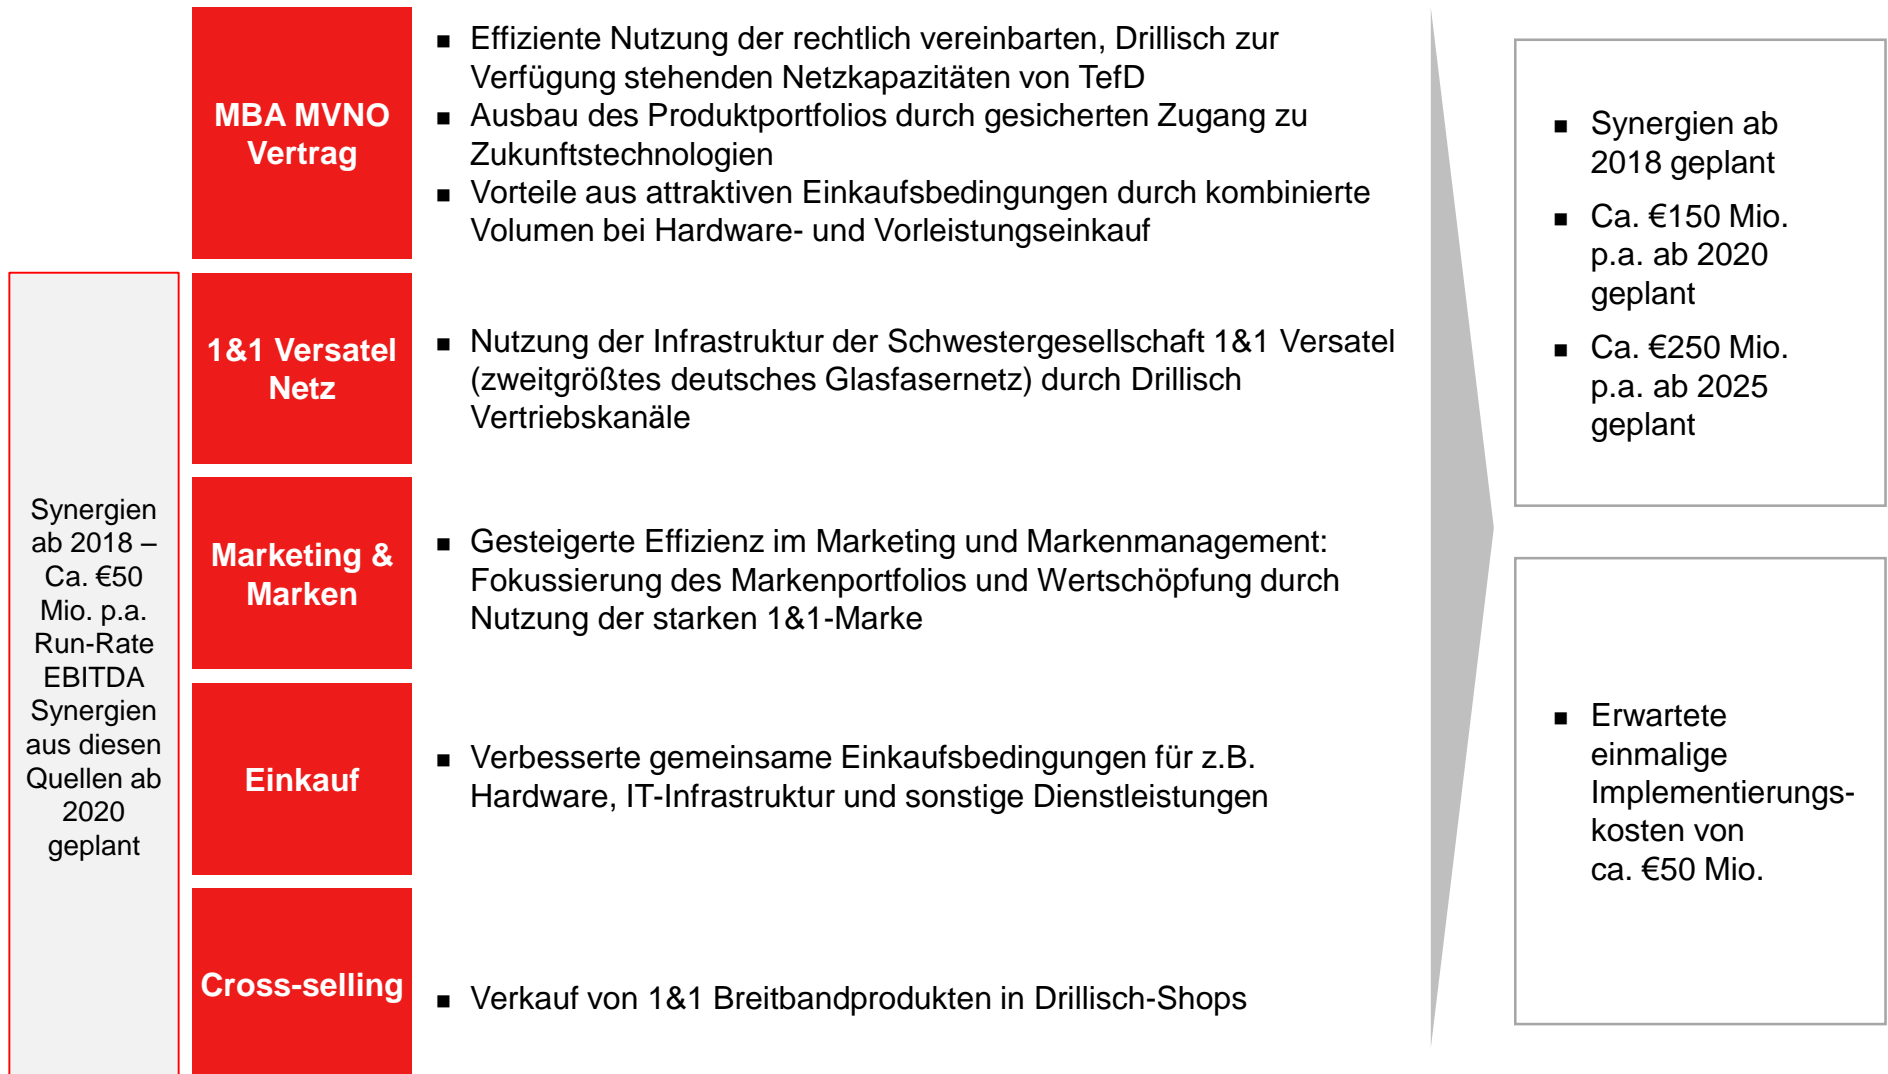 MBA MVNO
Vertrag
■ Effiziente Nutzung der rechtlich vereinbarten, Drillisch zur
Verfügung stehenden Netzkapazitäten von TefD
■ Ausbau des Produktportfolios durch gesicherten Zugang zu
Zukunftstechnologien
■ Vorteile aus attraktiven Einkaufsbedingungen durch kombinierte
Volumen bei Hardware- und Vorleistungseinkauf
Synergien
ab 2018 –
Ca. €50
Mio. p.a.
Run-Rate
EBITDA
Synergien
aus diesen
Quellen ab
2020
geplant
1&1 Versatel
Netz
■ Nutzung der Infrastruktur der Schwestergesellschaft 1&1 Versatel
(zweitgrößtes deutsches Glasfasernetz) durch Drillisch
Vertriebskanäle
Marketing &
Marken
■ Gesteigerte Effizienz im Marketing und Markenmanagement:
Fokussierung des Markenportfolios und Wertschöpfung durch
Nutzung der starken 1&1-Marke
Einkauf
■ Verbesserte gemeinsame Einkaufsbedingungen für z.B.
Hardware, IT-Infrastruktur und sonstige Dienstleistungen
Cross-selling
■ Verkauf von 1&1 Breitbandprodukten in Drillisch-Shops
■ Synergien ab
2018 geplant
■ Ca. €150 Mio.
p.a. ab 2020
geplant
■ Ca. €250 Mio.
p.a. ab 2025
geplant
■ Erwartete
einmalige
Implementierungs-
kosten von
ca. €50 Mio.